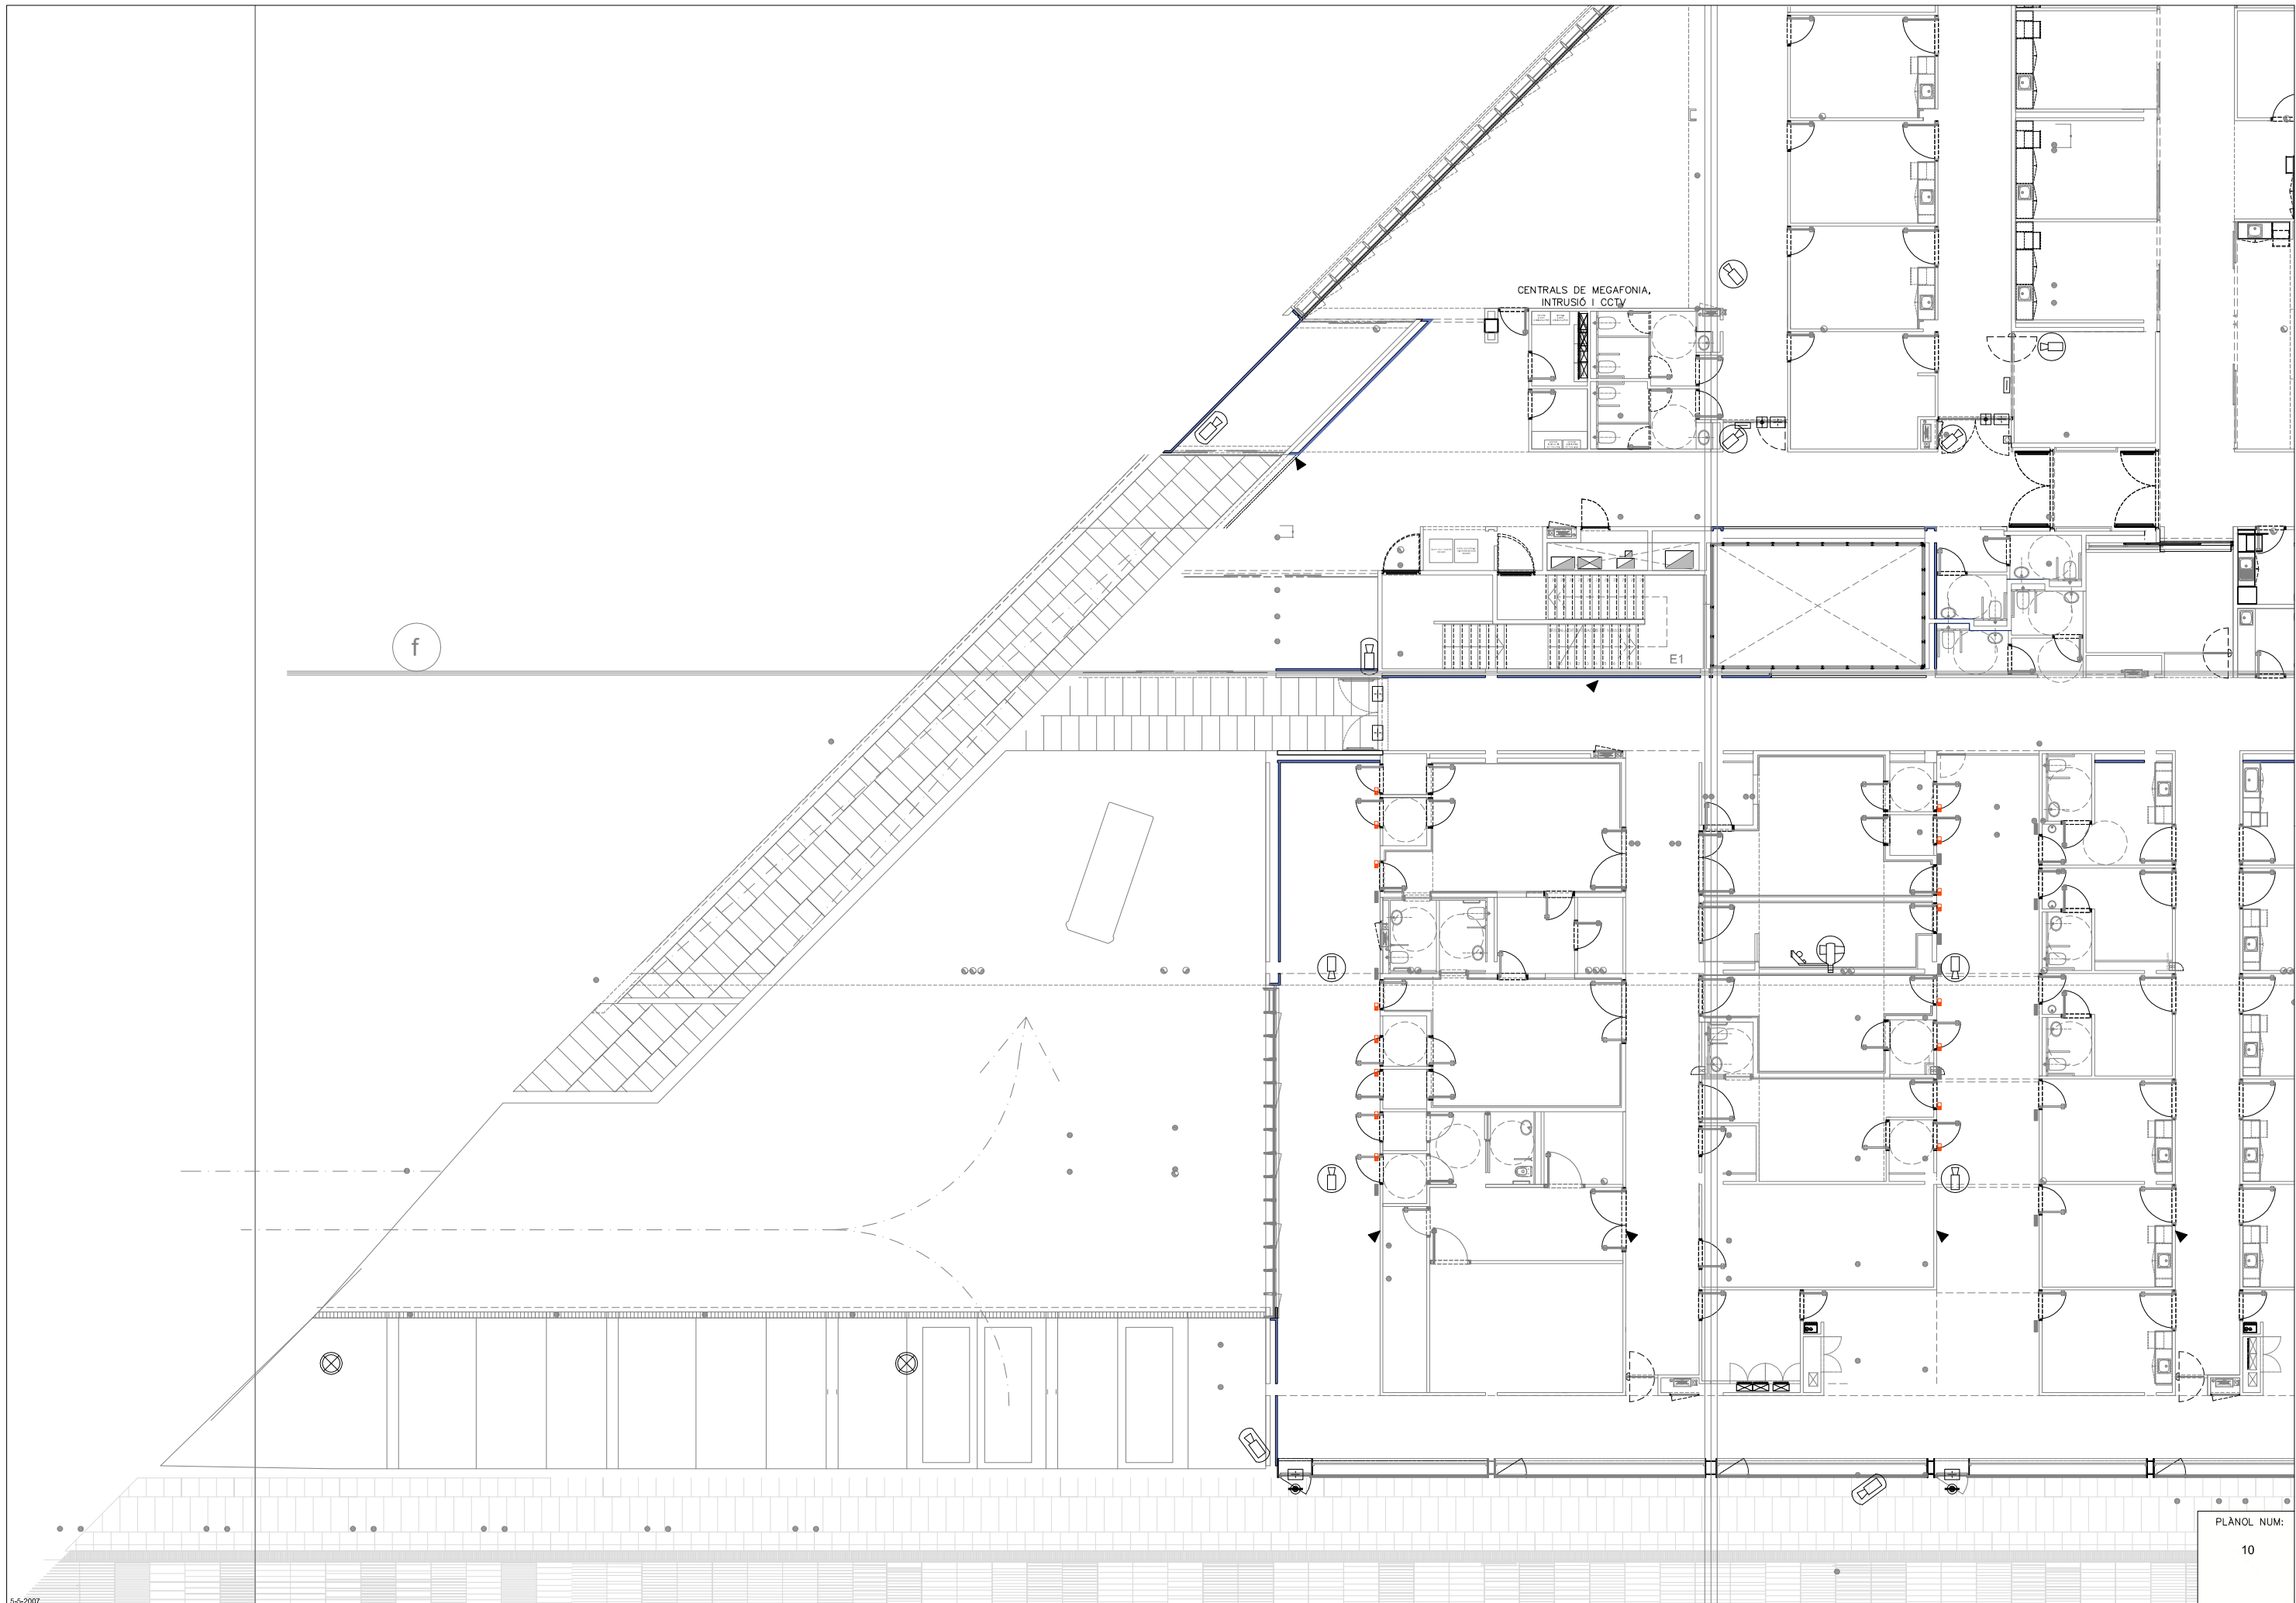 CENTRALS DE MEGAFONIA,
INTRUSIÓ I CCTV
f
E1
PLÀNOL NUM:
10
5-5-2007